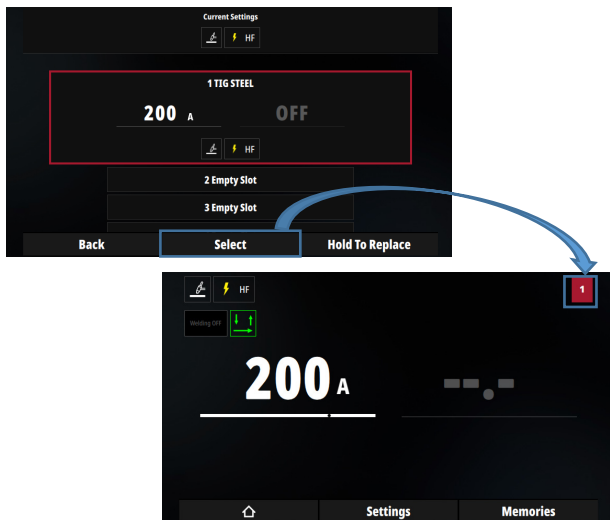 Current Settings
HF
1 TIG STEEL
200 A OFF
HF
2 Empty Slot
3 Empty Slot
Back Select Hold To Replace
HF 1
Welding OFF
200 A --.-
Settings Memories